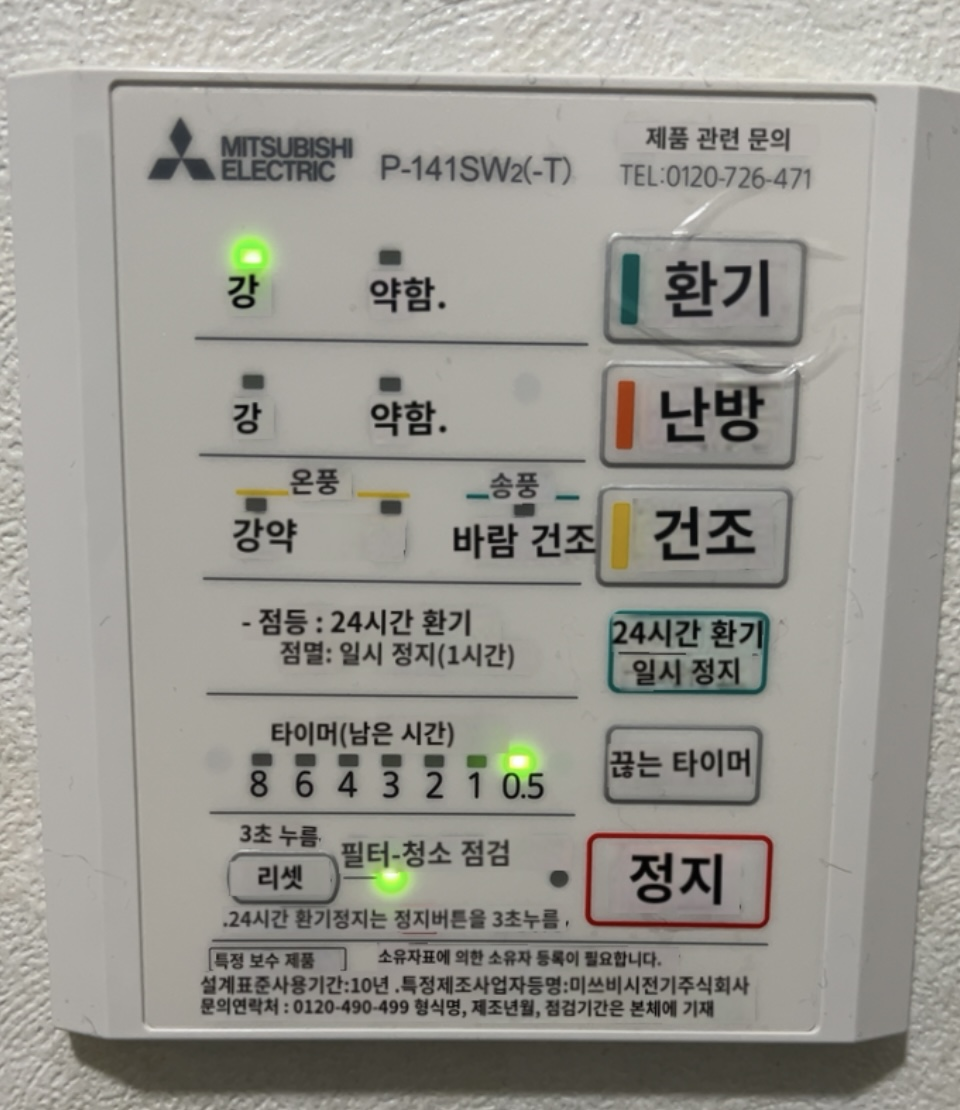 MITSUBISHI
ELECTRIC
P-141SW2(-T)
제품 관련 문의
TEL:0120-726-471
강 약함. 환기
강 약함. 난방
온풍 송풍
강약 바람 건조 건조
- 점등 : 24시간 환기
점멸: 일시 정지(1시간)
24시간 환기
일시 정지
타이머(남은 시간)
8 6 4 3 2 1 0.5
끊는 타이머
3초 누름
리셋
필터-청소 점검
정지
.24시간 환기정지는 정지버튼을 3초누름 .
특정 보수 제품 소유자표에 의한 소유자 등록이 필요합니다.
설계표준사용기간:10년 .특정제조사업자등명:미쓰비시전기주식회사
문의연락처 : 0120-490-499 형식명, 제조년월, 점검기간은 본체에 기재